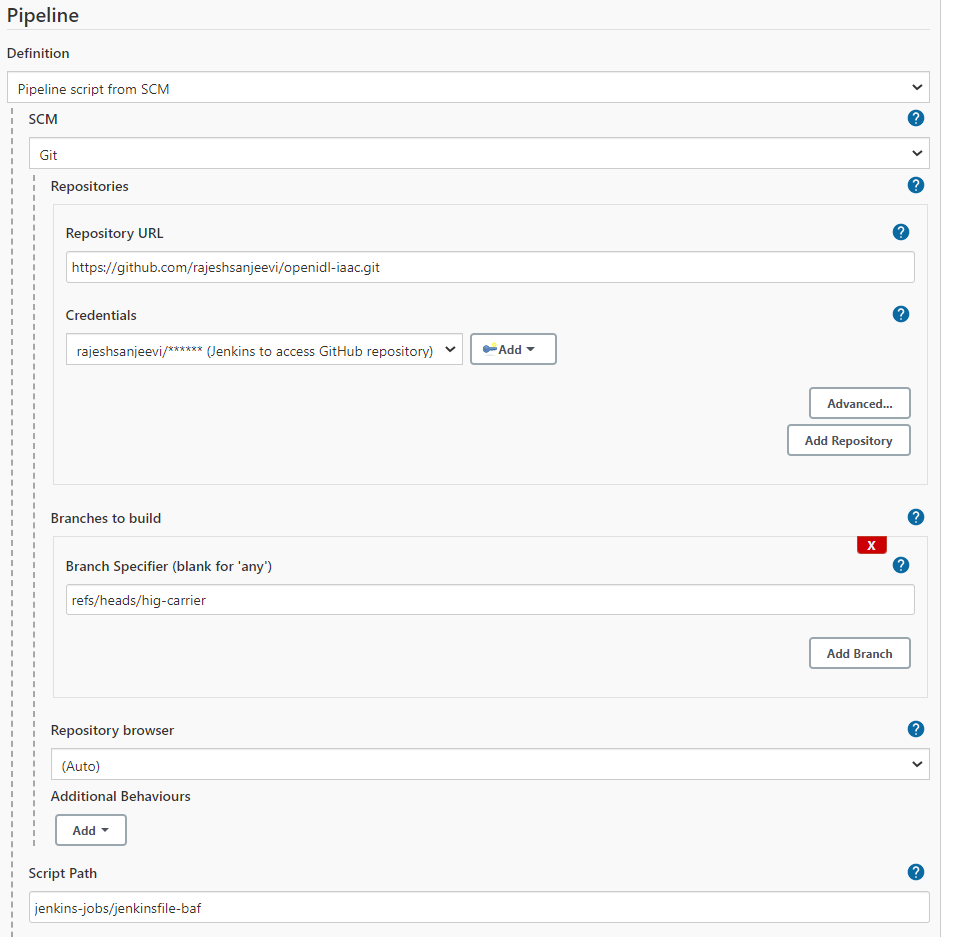 Pipeline
Definition
Pipeline script from SCM
SCM
?
Git
Repositories
?
Repository URL
?
https://github.com/rajeshsanjeevi/openidl-iaac.git
Credentials
?
rajeshsanjeevi/****** (Jenkins to access GitHub repository)
Add
Advanced...
Add Repository
Branches to build
?
X
Branch Specifier (blank for 'any')
?
refs/heads/hig-carrier
Add Branch
Repository browser
?
(Auto)
Additional Behaviours
Add
Script Path
?
jenkins-jobs/jenkinsfile-baf